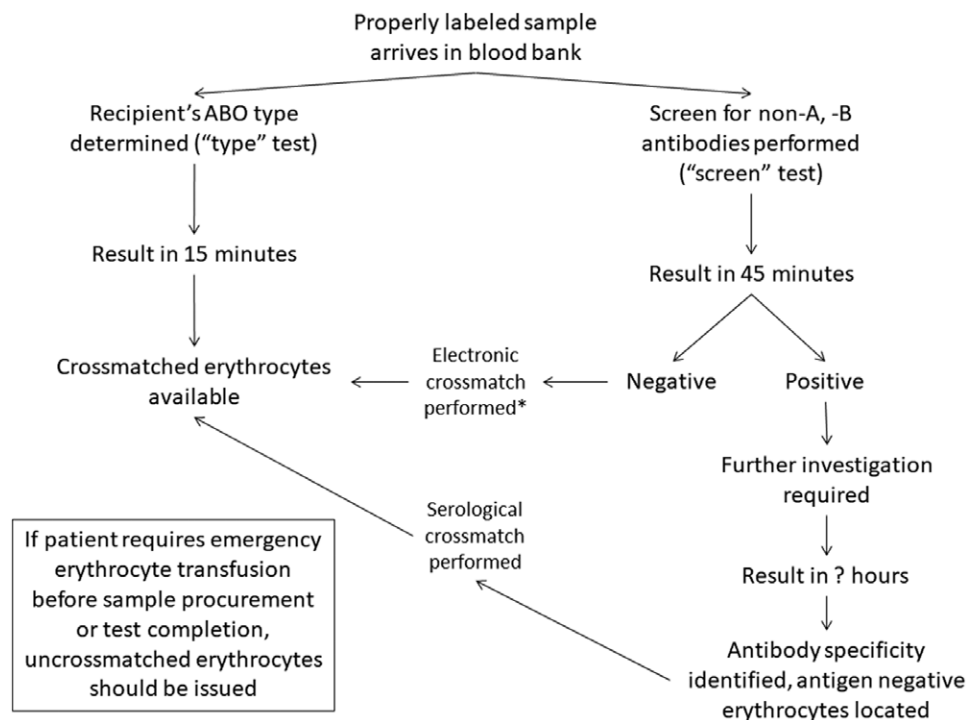 Properly labeled sample
arrives in blood bank
Recipient's ABO type
determined ("type" test)
Screen for non-A, -B
antibodies performed
("screen" test)
Result in 15 minutes
Result in 45 minutes
Crossmatched erythrocytes
available
Electronic
crossmatch
performed*
Negative
Positive
Further investigation
required
Serological
crossmatch
performed
Result in ? hours
If patient requires emergency
erythrocyte transfusion
before sample procurement
or test completion,
uncrossmatched erythrocytes
should be issued
Antibody specificity
identified, antigen negative
erythrocytes located